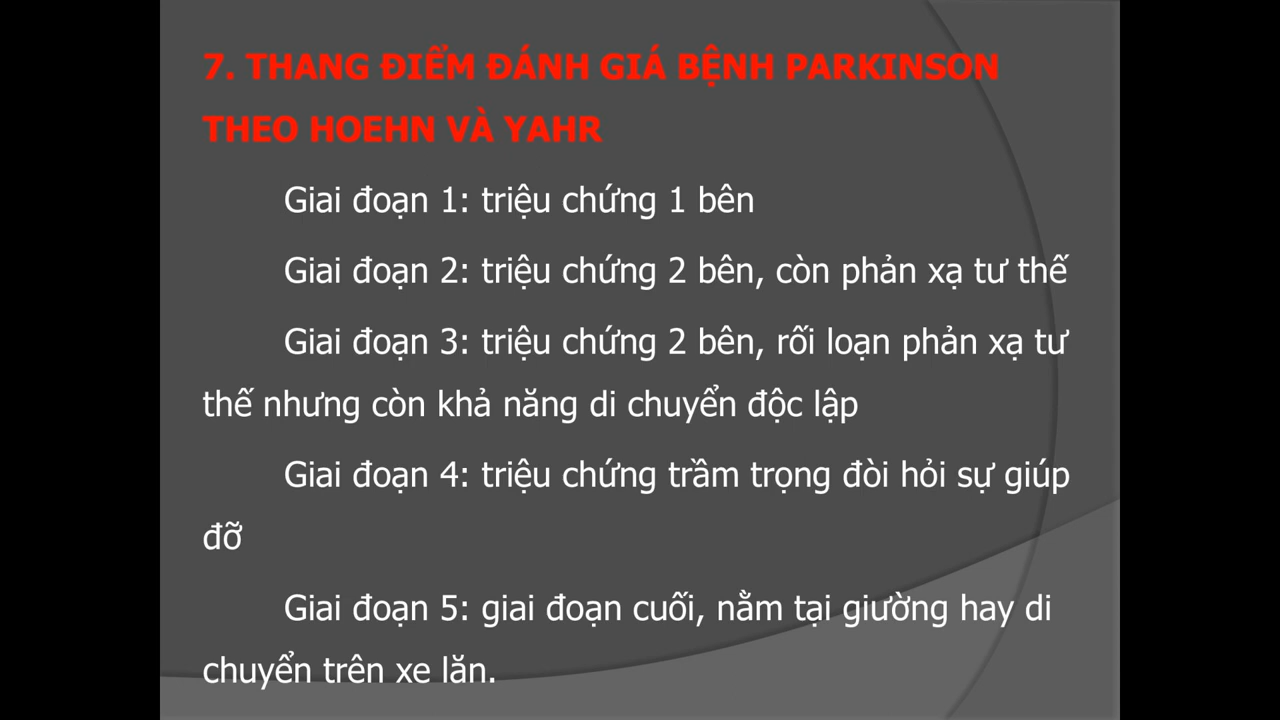 7. THANG ĐIỂM ĐÁNH GIÁ BỆNH PARKINSON
THEO HOEHN VÀ YAHR
Giai đoạn 1: triệu chứng 1 bên
Giai đoạn 2: triệu chứng 2 bên, còn phản xạ tư thế
Giai đoạn 3: triệu chứng 2 bên, rối loạn phản xạ tư
thế nhưng còn khả năng di chuyển độc lập
Giai đoạn 4: triệu chứng trầm trọng đòi hỏi sự giúp
đỡ
Giai đoạn 5: giai đoạn cuối, nằm tại giường hay di
chuyển trên xe lăn.